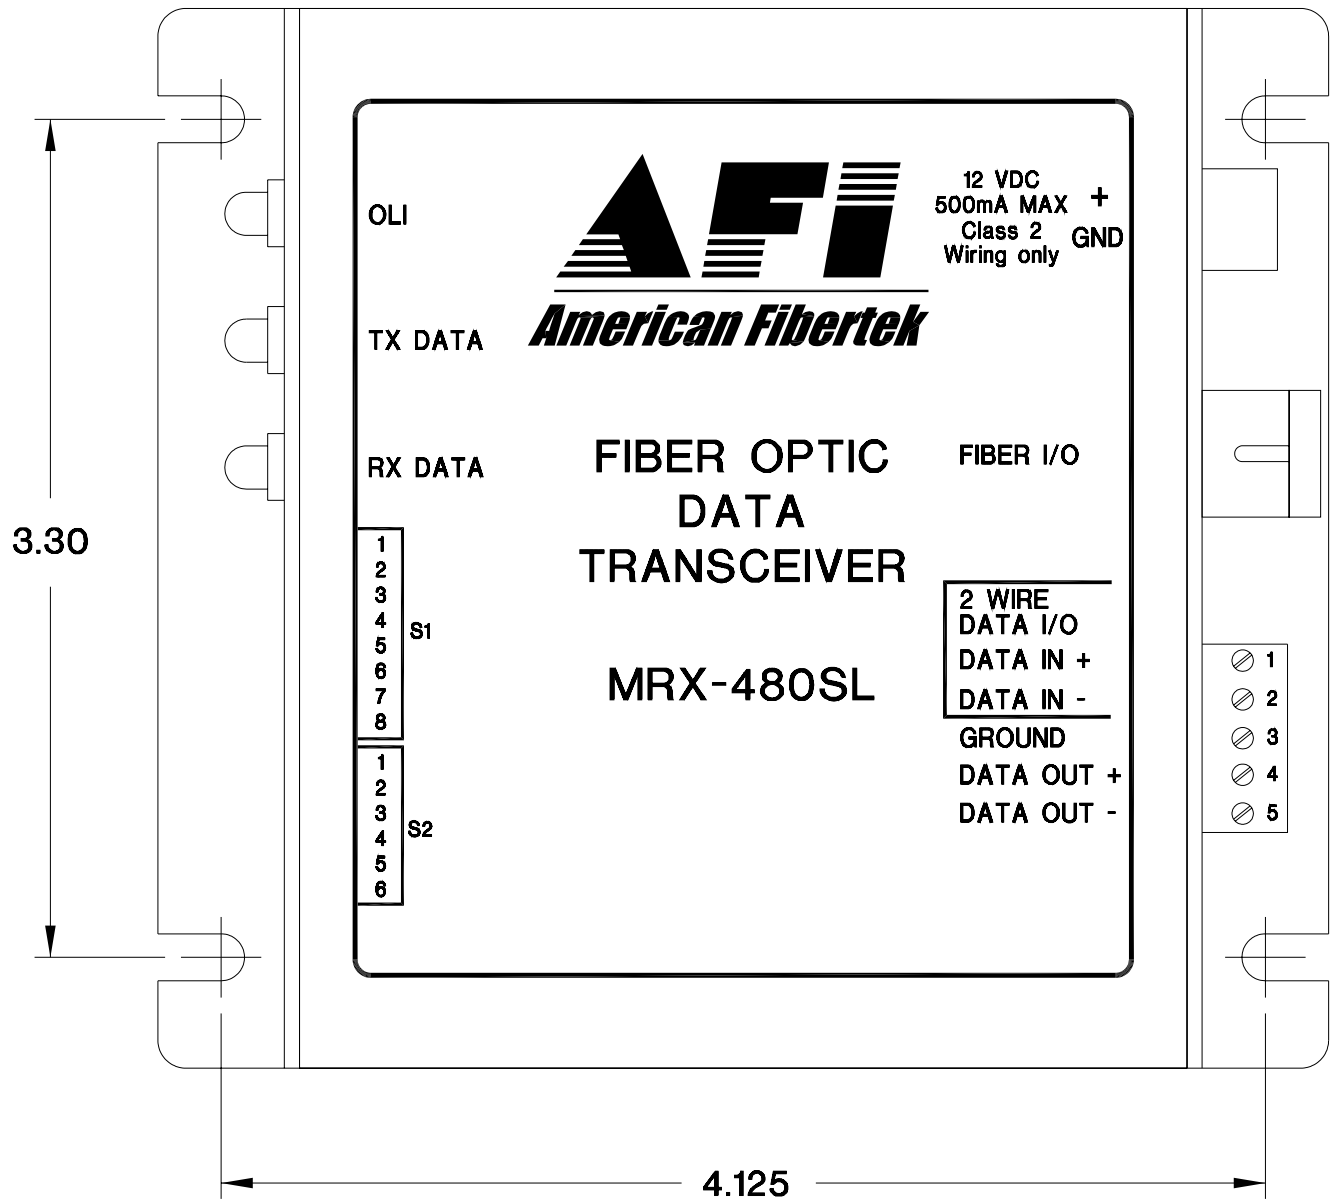 OLI
TX DATA
RX DATA
1
2
3
4
5
6
7
8
S1
1
2
3
4
5
6
S2
AFI
American Fibertek
FIBER OPTIC
DATA
TRANSCEIVER
MRX-480SL
12 VDC
500mA MAX
Class 2
Wiring only
+
GND
FIBER I/O
2 WIRE
DATA I/O
DATA IN +
DATA IN -
GROUND
DATA OUT +
DATA OUT -
1
2
3
4
5
3.30
4.125